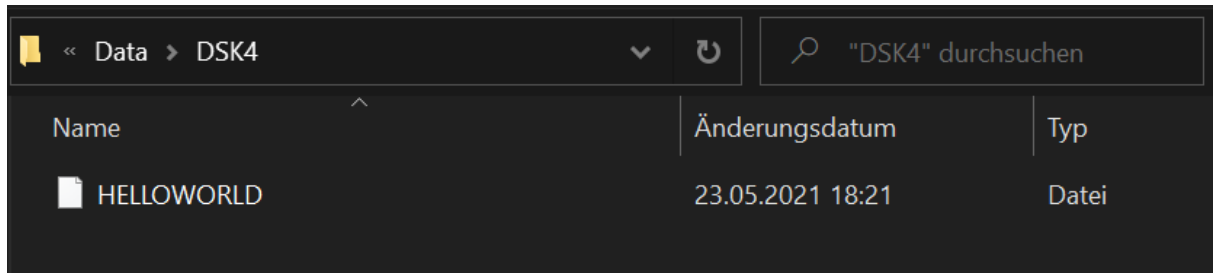 « Data > DSK4 "DSK4" durchsuchen
Name Änderungsdatum Typ
HELLOWORLD 23.05.2021 18:21 Datei